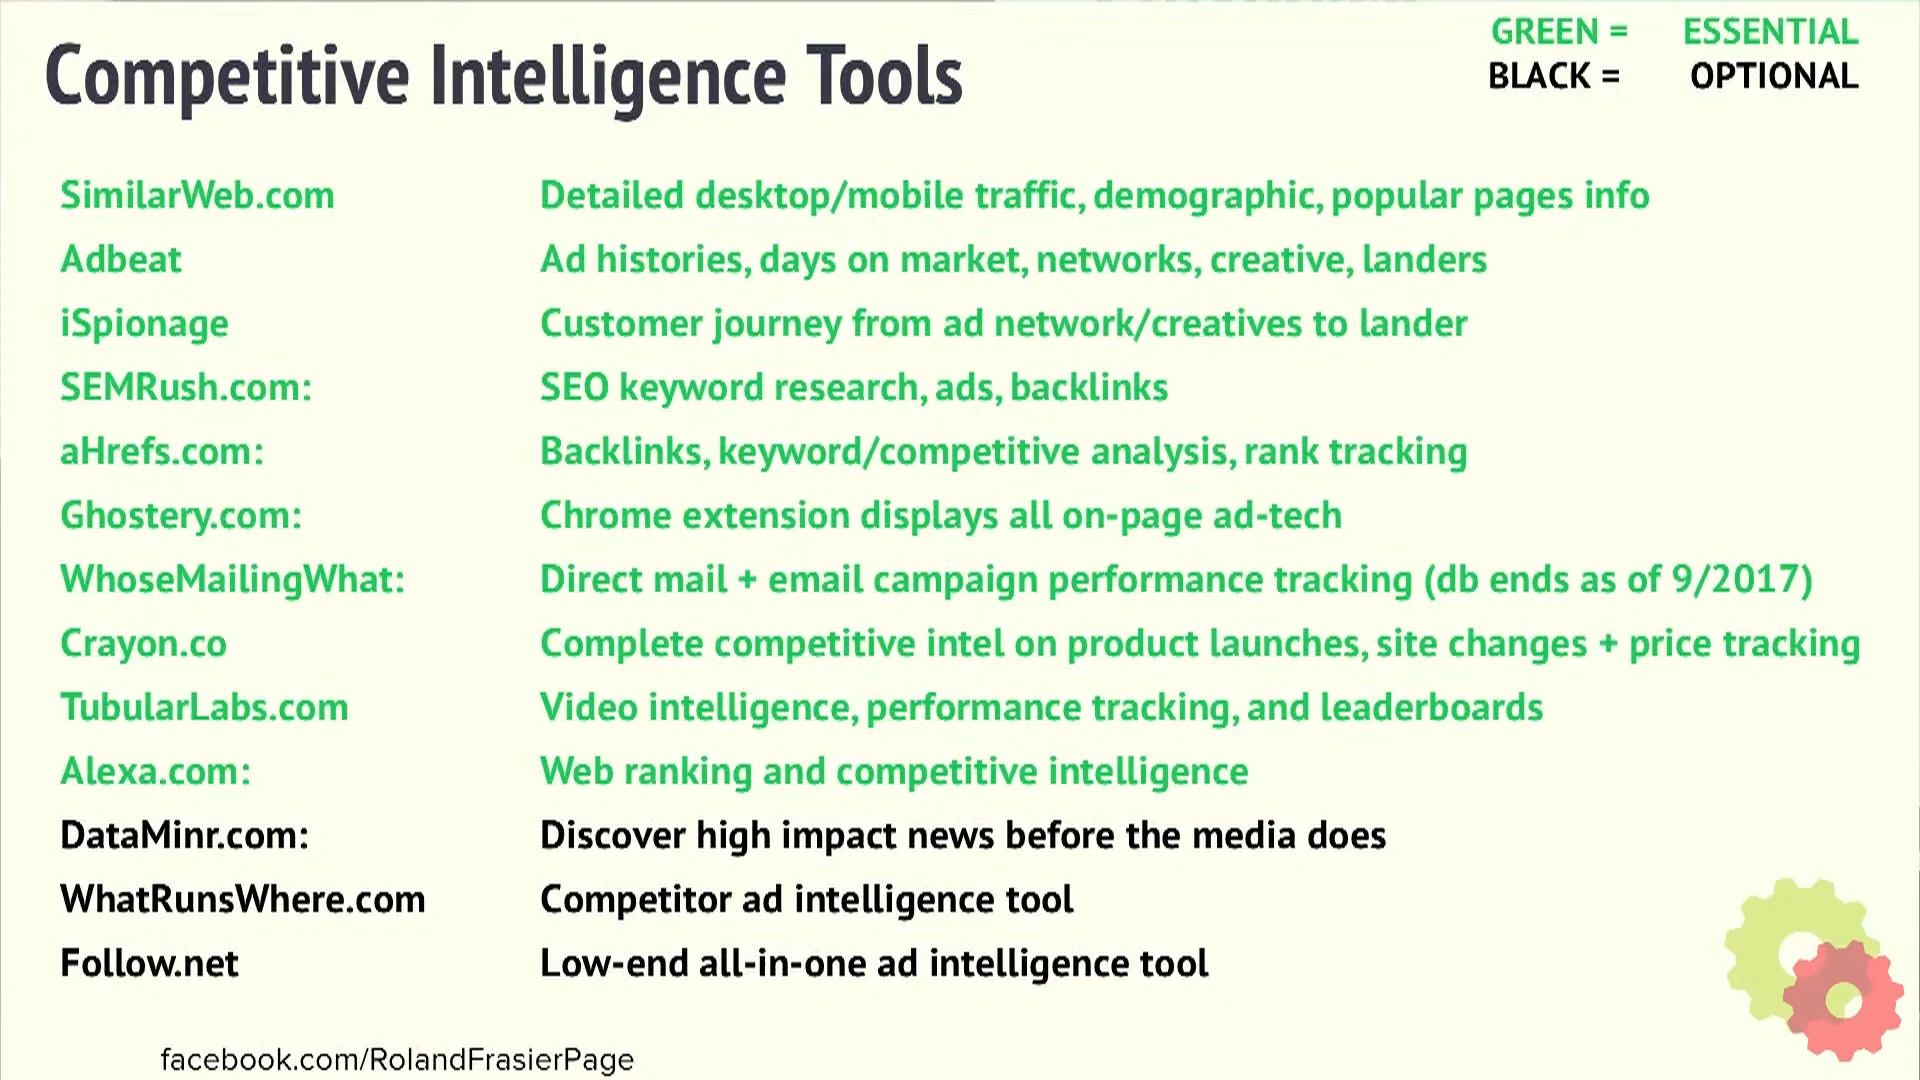 Competitive Intelligence Tools
GREEN = ESSENTIAL
BLACK = OPTIONAL
SimilarWeb.com Detailed desktop/mobile traffic, demographic, popular pages info
Adbeat Ad histories, days on market, networks, creative, landers
iSpionage Customer journey from ad network/creatives to lander
SEMRush.com: SEO keyword research, ads, backlinks
aHrefs.com: Backlinks, keyword/competitive analysis, rank tracking
Ghostery.com: Chrome extension displays all on-page ad-tech
WhoseMailingWhat: Direct mail + email campaign performance tracking (db ends as of 9/2017)
Crayon.co Complete competitive intel on product launches, site changes + price tracking
TubularLabs.com Video intelligence, performance tracking, and leaderboards
Alexa.com: Web ranking and competitive intelligence
DataMinr.com: Discover high impact news before the media does
WhatRunsWhere.com Competitor ad intelligence tool
Follow.net Low-end all-in-one ad intelligence tool
facebook.com/RolandFrasierPage